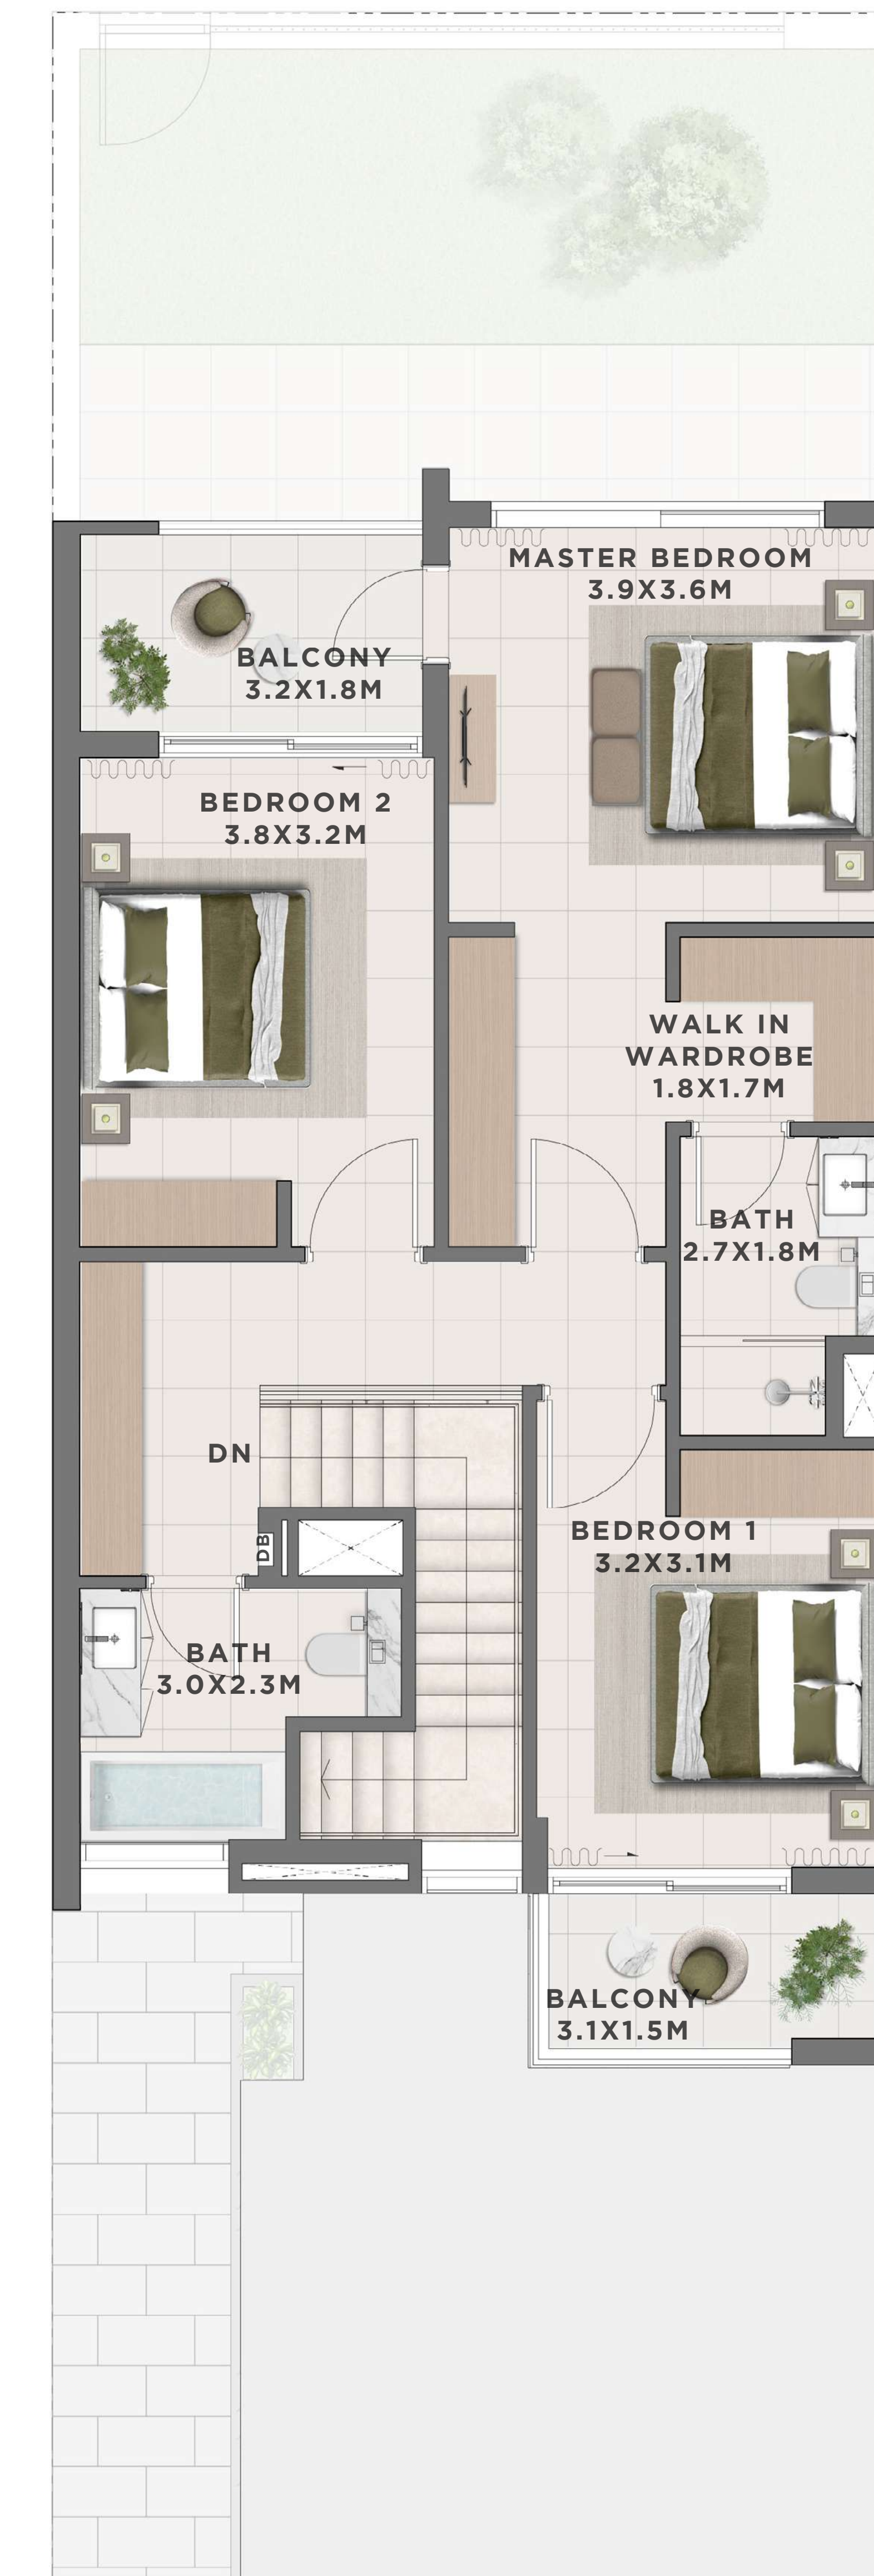 MASTER BEDROOM
3.9X3.6M
BALCONY
3.2X1.8M
BEDROOM 2
3.8X3.2M
WALK IN
WARDROBE
1.8X1.7M
BATH
2.7X1.8M
DN
BEDROOM 1
3.2X3.1M
DB
BATH
3.0X2.3M
BALCONY
3.1X1.5M